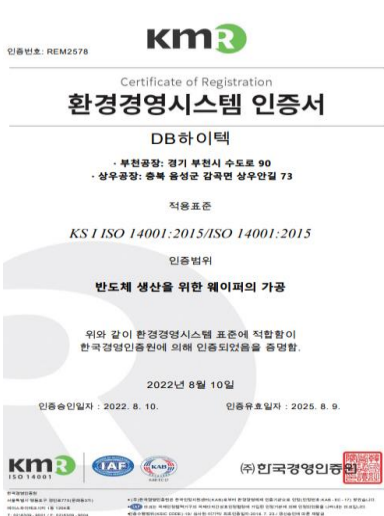 KMR
인증번호: REM2578
Certificate of Registration
환경경영시스템 인증서
DB하이텍
· 부천공장: 경기 부천시 수도로 90
· 상우공장: 충북 음성군 감곡면 상우안길 73
적용표준
KS I ISO 14001:2015/ISO 14001:2015
인증범위
반도체 생산을 위한 웨이퍼의 가공
위와 같이 환경경영시스템 표준에 적합함이
한국경영인증원에 의해 인증되었음을 증명함.
2022년 8월 10일
인증승인일자 : 2022. 8. 10.
인증유효일자 : 2025. 8. 9.
KMR
ISO 14001
IAF
KAB
㈜한국경영인증원
한국경영인증원